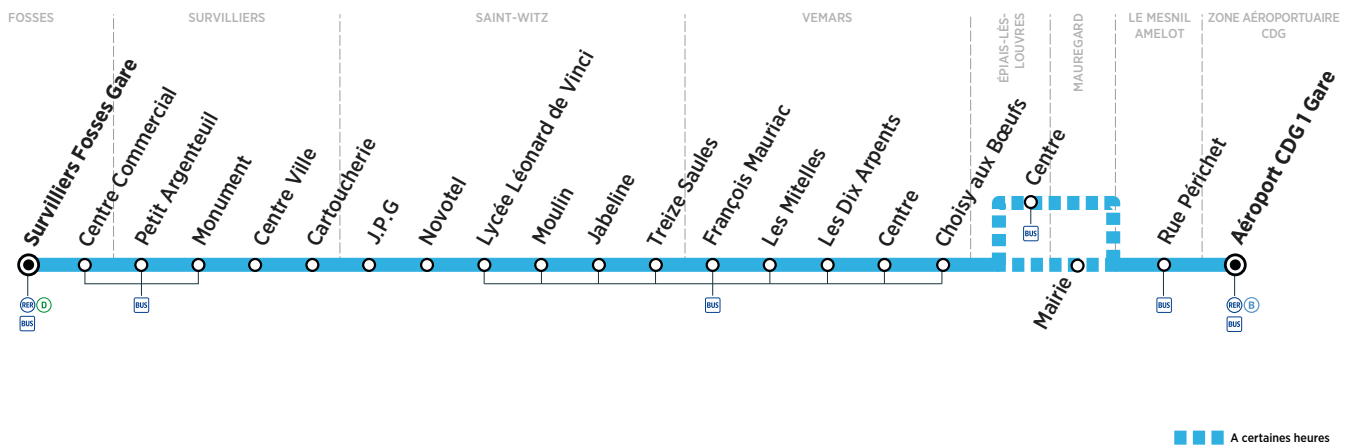 FOSSES
SURVILLIERS
SAINT-WITZ
VEMARS
ÉPIAIS-LÈS-
LOUVRES
MAUREGARD
LE MESNIL
AMELOT
ZONE AÉROPORTUAIRE
CDG
Survilliers Fosses Gare
Centre Commercial
Petit Argenteuil
Monument
Centre Ville
Cartoucherie
J.P.G
Novotel
Lycée Léonard de Vinci
Moulin
Jabeline
Treize Saules
François Mauriac
Les Mitelles
Les Dix Arpents
Centre
Choisy aux Bœufs
Centre
BUS
Mairie
Rue Périchet
Aéroport CDG 1 Gare
RER D
BUS
BUS
BUS
BUS
RER B
BUS
A certaines heures